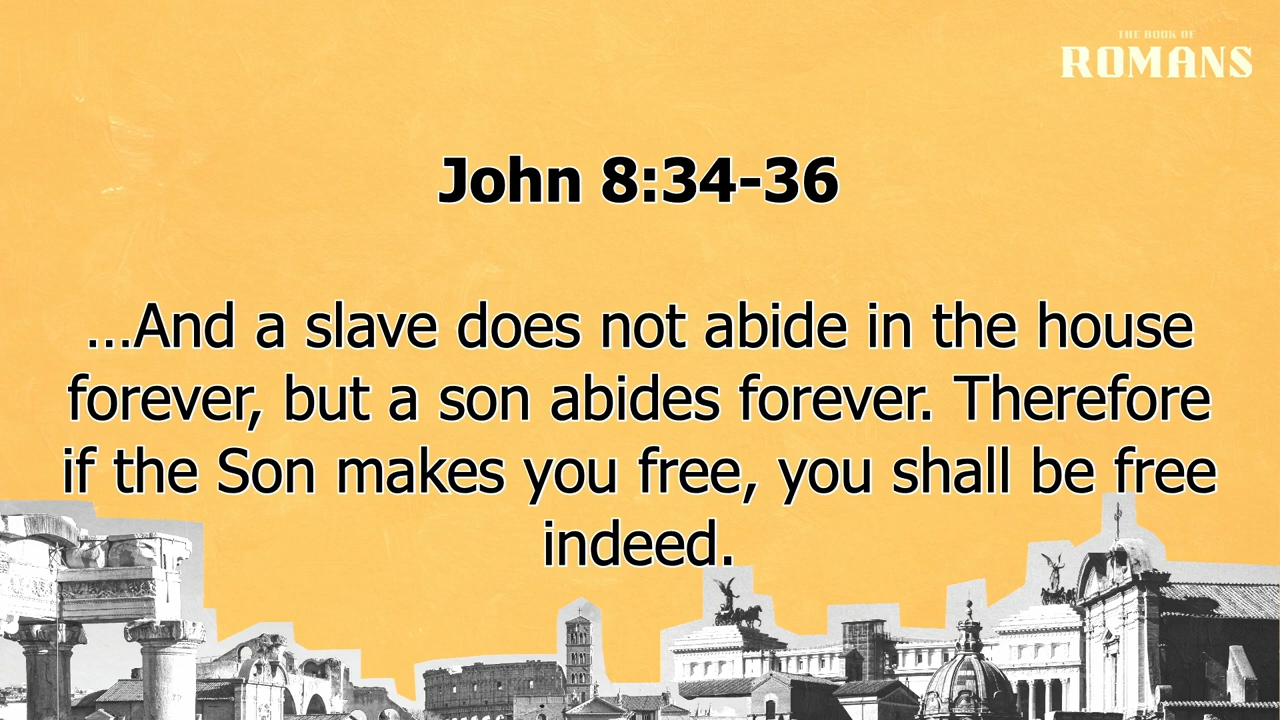 THE BOOK OF
ROMANS
John 8:34-36
...And a slave does not abide in the house
forever, but a son abides forever. Therefore
if the Son makes you free, you shall be free
indeed.